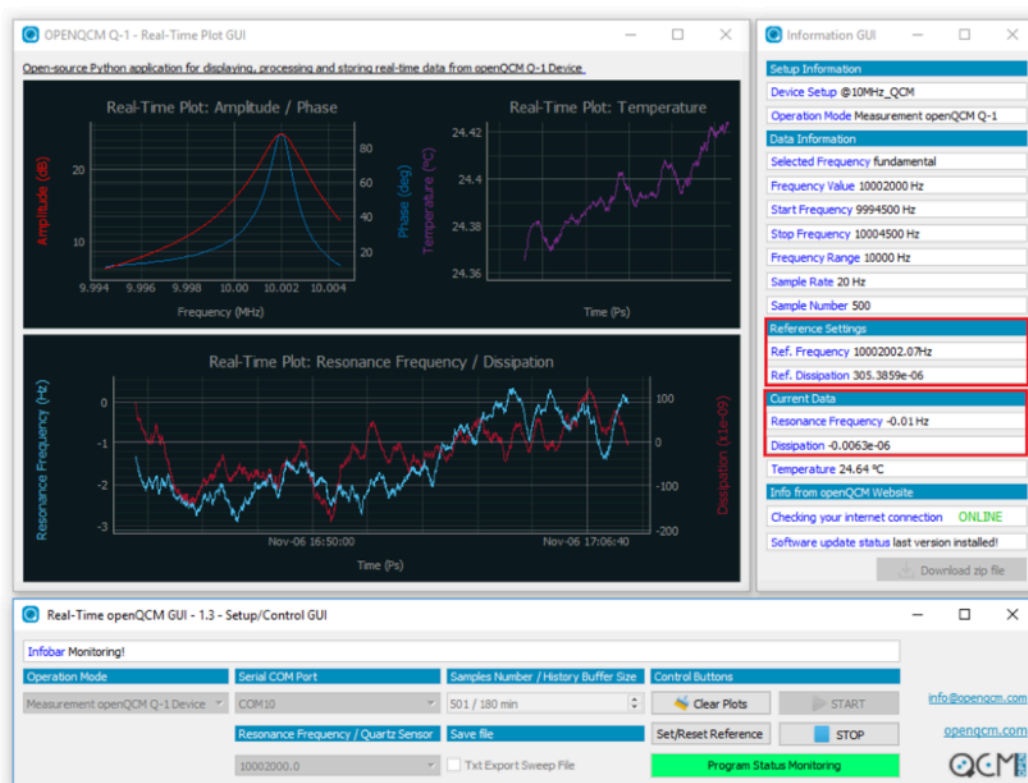 OPENQCM Q-1 - Real-Time Plot GUI
Open-source Python application for displaying, processing and storing real-time data from openQCM Q-1 Device
Real-Time Plot: Amplitude / Phase
Amplitude (dB)
20
10
80
60
40
20
Phase (deg)
9.994 9.996 9.998 10.00 10.002 10.004
Frequency (MHz)
Real-Time Plot: Temperature
Temperature (ºC)
24.42
24.4
24.38
24.36
Time (Ps)
Real-Time Plot: Resonance Frequency / Dissipation
Resonance Frequency (Hz)
0
-1
-2
-3
100
0
-100
-200
Dissipation (x1e-09)
Nov-06 16:50:00 Nov-06 17:06:40
Time (Ps)
Information GUI
Setup Information
Device Setup @10MHz_QCM
Operation Mode Measurement openQCM Q-1
Data Information
Selected Frequency fundamental
Frequency Value 10002000 Hz
Start Frequency 9994500 Hz
Stop Frequency 10004500 Hz
Frequency Range 10000 Hz
Sample Rate 20 Hz
Sample Number 500
Reference Settings
Ref. Frequency 10002002.07Hz
Ref. Dissipation 305.3859e-06
Current Data
Resonance Frequency -0.01 Hz
Dissipation -0.0063e-06
Temperature 24.64 ºC
Info from openQCM Website
Checking your internet connection ONLINE
Software update status last version installed!
Download zip file
Real-Time openQCM GUI - 1.3 - Setup/Control GUI
Infobar Monitoring!
Operation Mode Serial COM Port Samples Number / History Buffer Size Control Buttons
Measurement openQCM Q-1 Device COM10 501 / 180 min Clear Plots START
info@openqcm.com
Resonance Frequency / Quartz Sensor Save file Set/Reset Reference STOP
openqcm.com
10002000.0 Txt Export Sweep File Program Status Monitoring
QCM